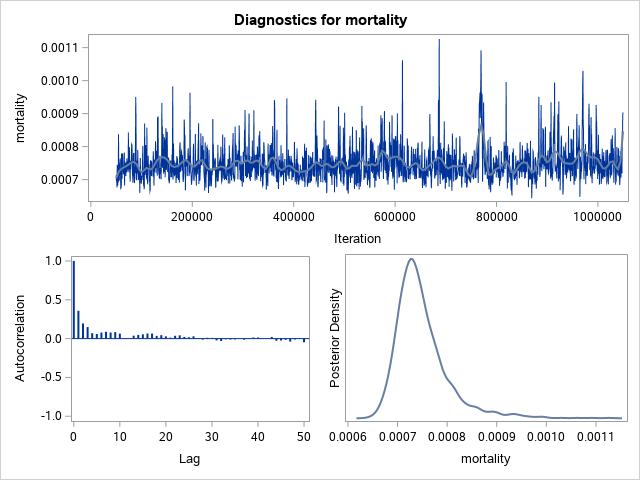 Diagnostics for mortality
mortality
0.0011
0.0010
0.0009
0.0008
0.0007
0 200000 400000 600000 800000 1000000
Iteration
Autocorrelation
1.0
0.5
0.0
-0.5
-1.0
0 10 20 30 40 50
Lag
Posterior Density
0.0006 0.0007 0.0008 0.0009 0.0010 0.0011
mortality